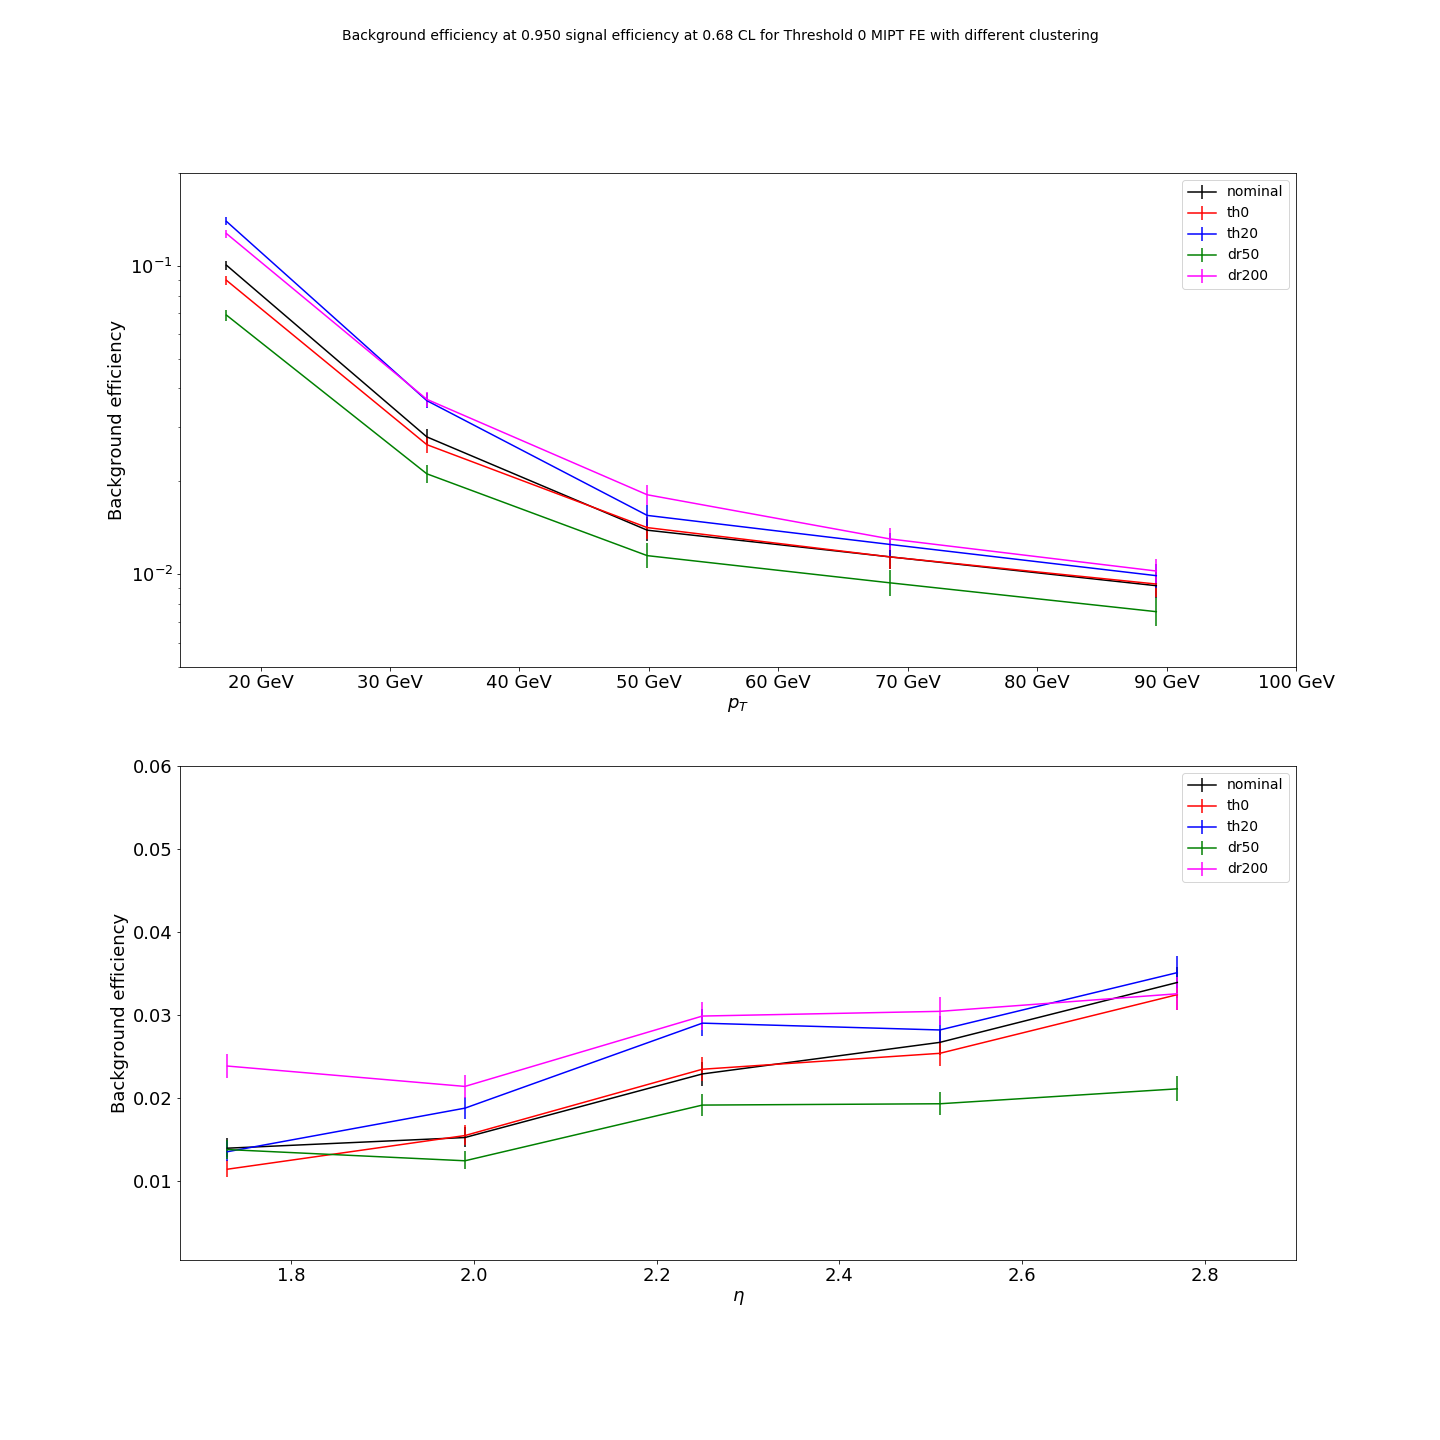 Background efficiency at 0.950 signal efficiency at 0.68 CL for Threshold 0 MIPT FE with different clustering
nominal
th0
th20
dr50
dr200
10⁻¹
10⁻²
Background efficiency
20 GeV 30 GeV 40 GeV 50 GeV 60 GeV 70 GeV 80 GeV 90 GeV 100 GeV
p_T
nominal
th0
th20
dr50
dr200
0.06
0.05
0.04
0.03
0.02
0.01
Background efficiency
1.8 2.0 2.2 2.4 2.6 2.8
η